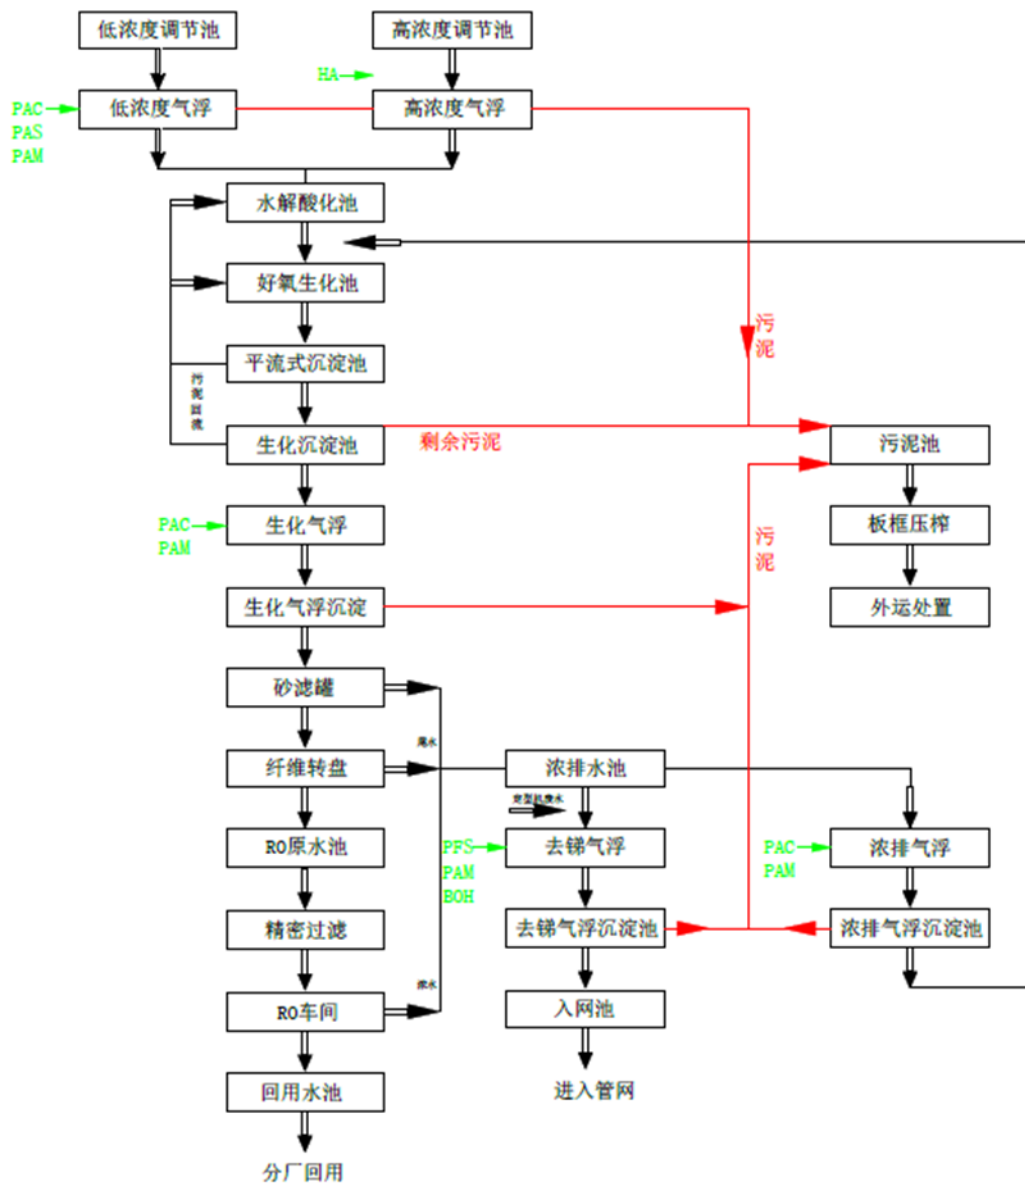 低浓度调节池
高浓度调节池
HA
PAC
PAS
PAM
低浓度气浮
高浓度气浮
水解酸化池
好氧生化池
平流式沉淀池
污泥回流
生化沉淀池
污泥
剩余污泥
污泥池
PAC
PAM
生化气浮
板框压榨
污泥
生化气浮沉淀
外运处置
砂滤罐
尾水
纤维转盘
浓排水池
定型机废水
RO原水池
PFS
PAM
BOH
去锑气浮
PAC
PAM
浓排气浮
精密过滤
去锑气浮沉淀池
浓排气浮沉淀池
浓水
RO车间
入网池
回用水池
进入管网
分厂回用